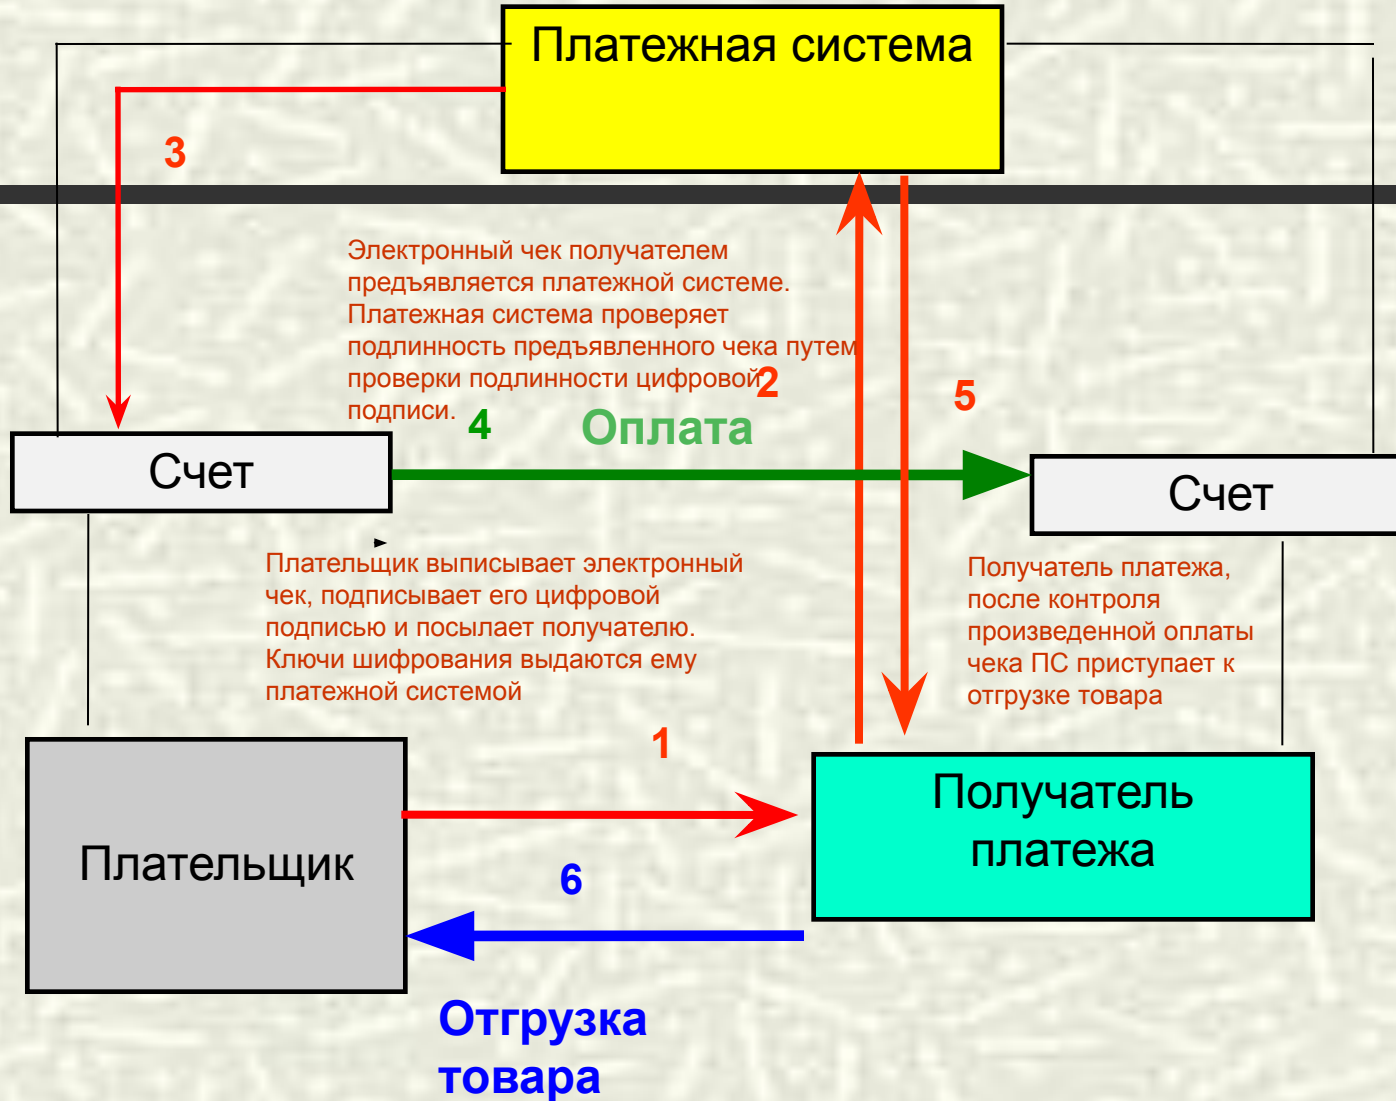 Платежная система
3
Электронный чек получателем
предъявляется платежной системе.
Платежная система проверяет
подлинность предъявленного чека путем
проверки подлинности цифровой
подписи.
2
5
4
Оплата
Счет
Счет
Плательщик выписывает электронный
чек, подписывает его цифровой
подписью и посылает получателю.
Ключи шифрования выдаются ему
платежной системой
Получатель платежа,
после контроля
произведенной оплаты
чека ПС приступает к
отгрузке товара
1
Плательщик
Получатель
платежа
6
Отгрузка
товара